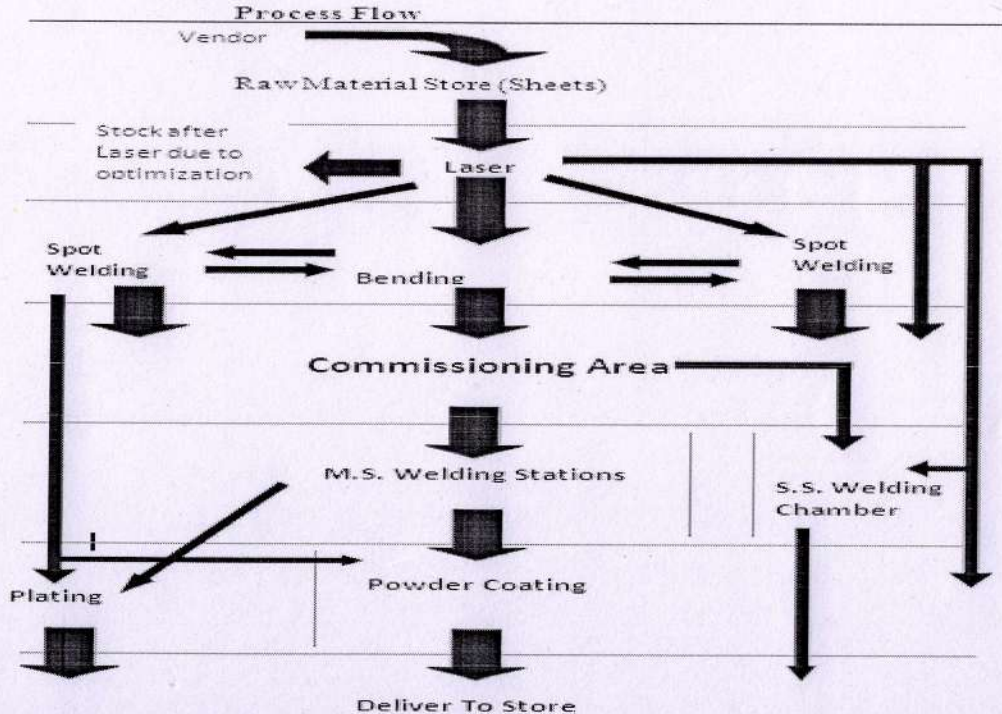 Process Flow
Vendor
Raw Material Store (Sheets)
Stock after
Laser due to
optimization
Laser
Spot
Welding
Bending
Spot
Welding
Commissioning Area
M.S. Welding Stations
S.S. Welding
Chamber
Plating
Powder Coating
Deliver To Store